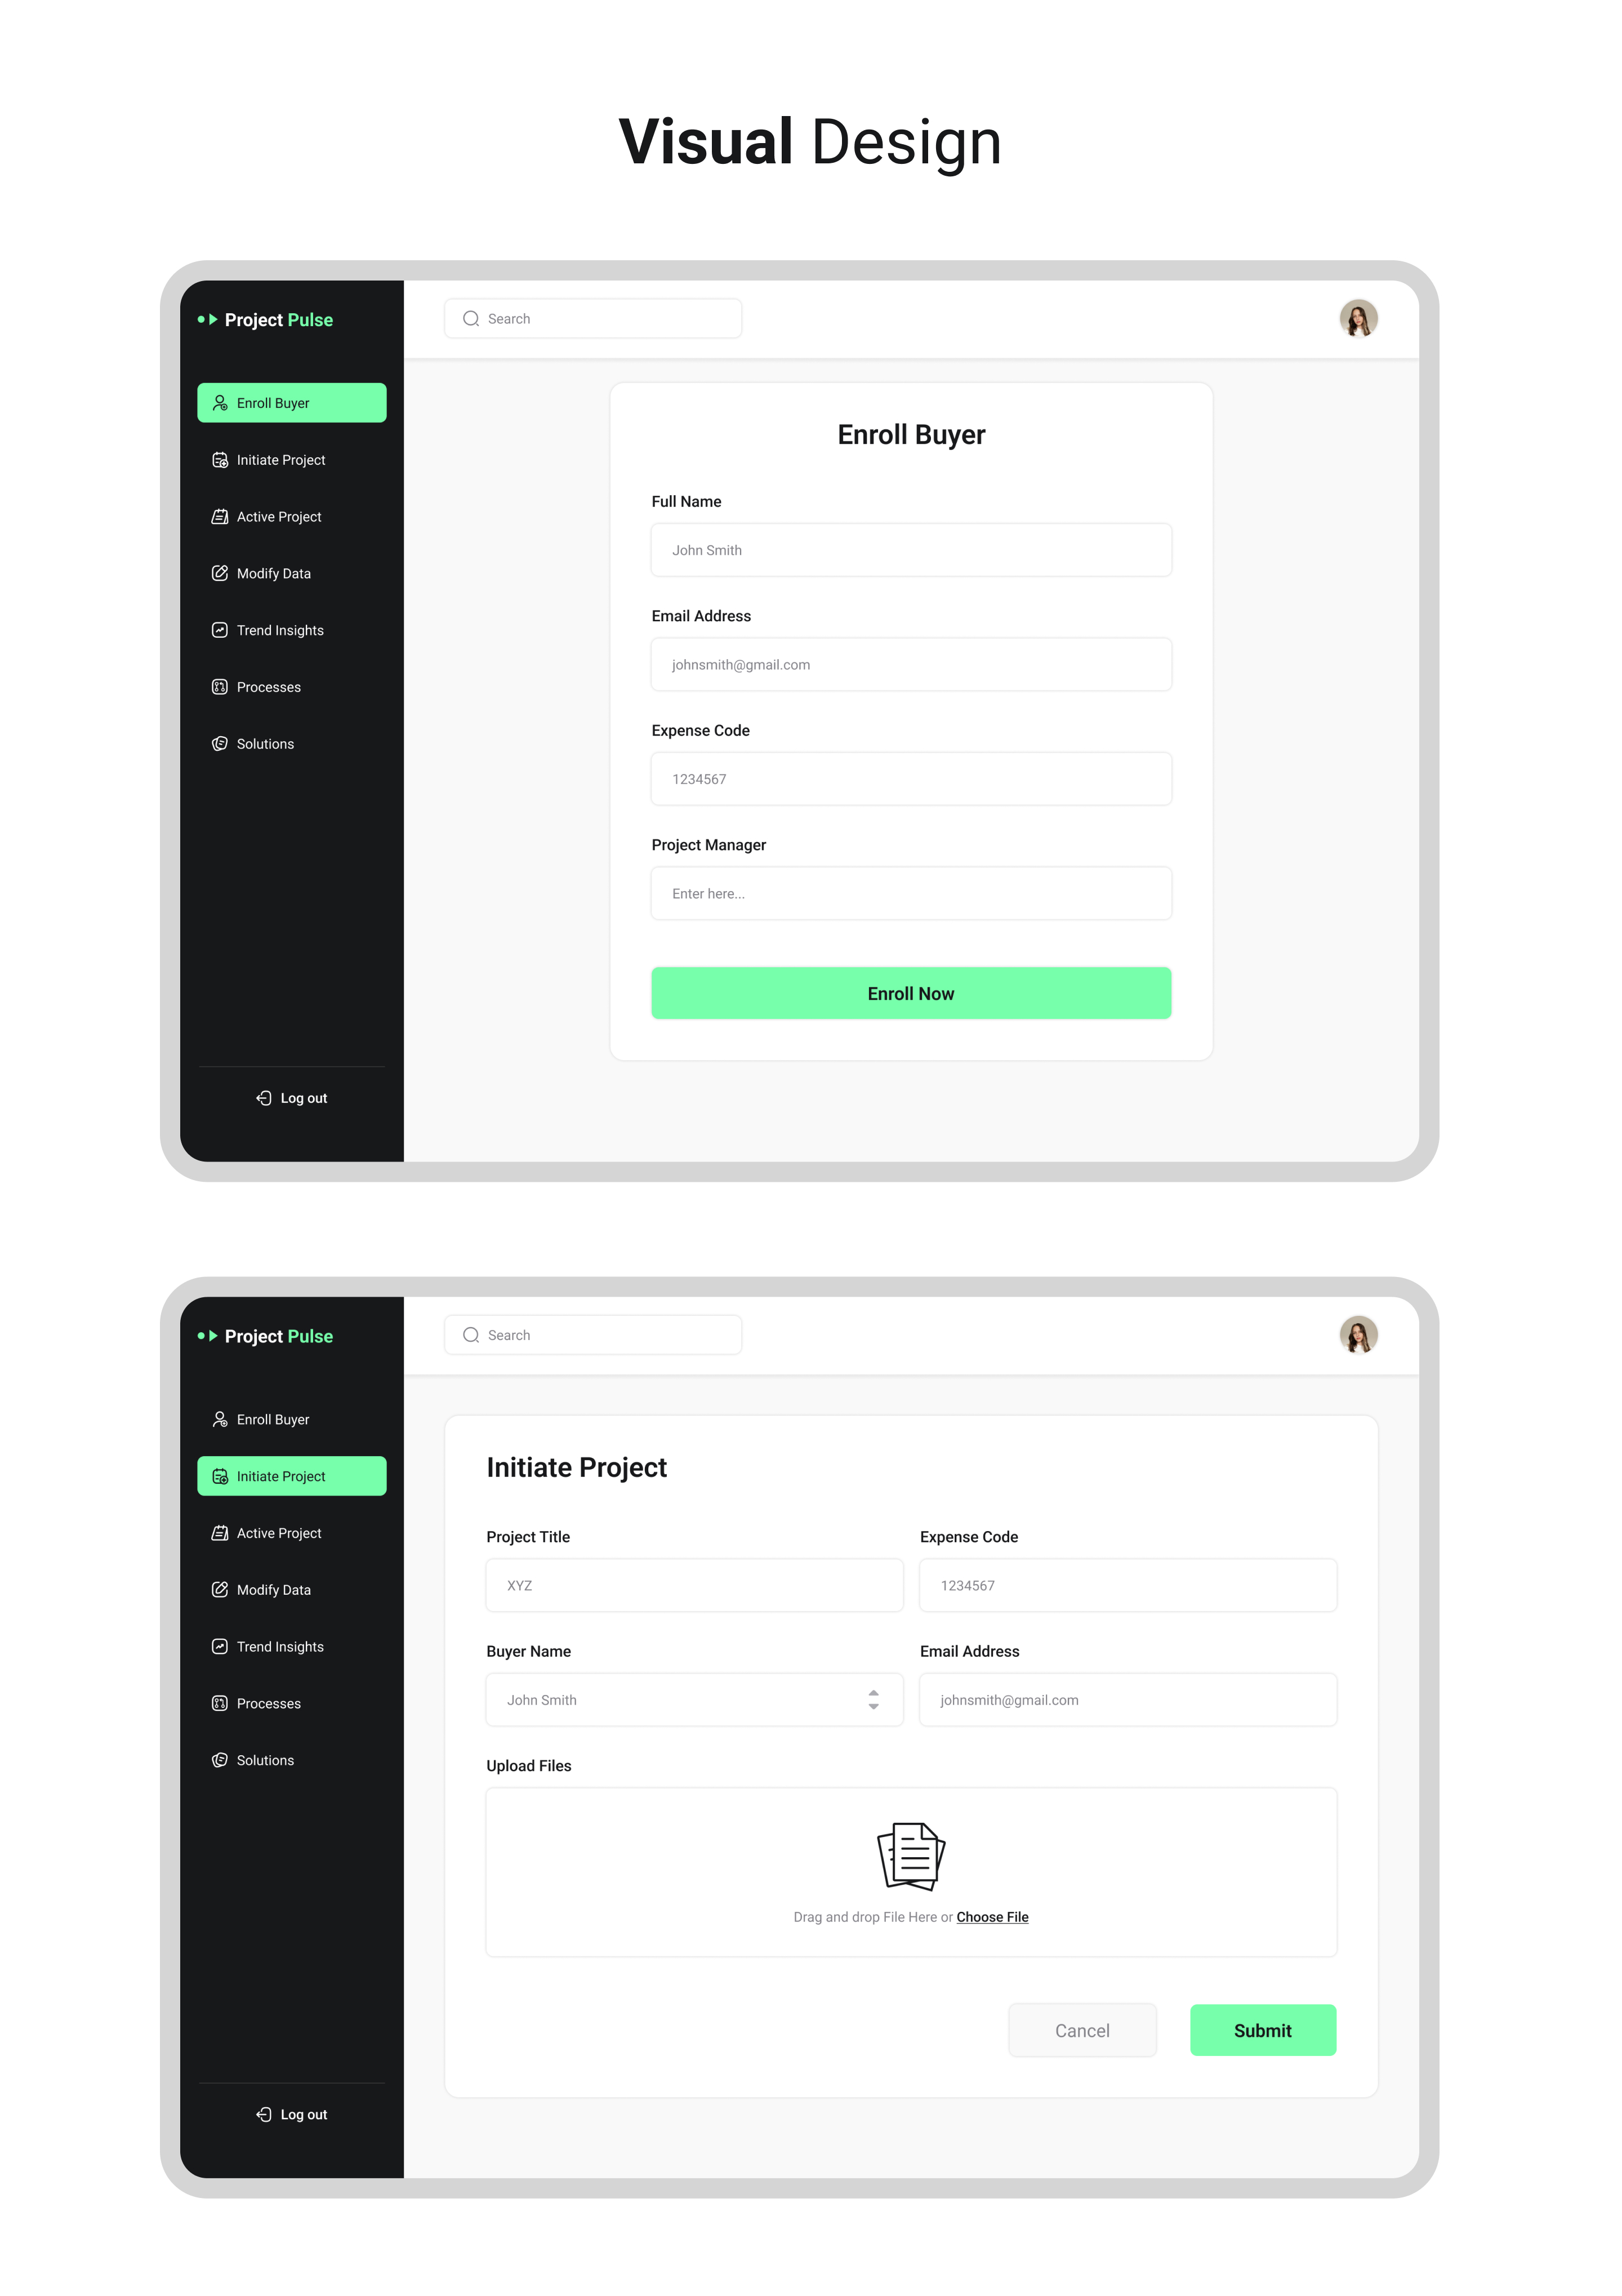 Visual Design
Project Pulse
Search
Enroll Buyer
Initiate Project
Active Project
Modify Data
Trend Insights
Processes
Solutions
Log out
Enroll Buyer
Full Name
John Smith
Email Address
johnsmith@gmail.com
Expense Code
1234567
Project Manager
Enter here...
Enroll Now
Project Pulse
Search
Enroll Buyer
Initiate Project
Active Project
Modify Data
Trend Insights
Processes
Solutions
Log out
Initiate Project
Project Title
XYZ
Expense Code
1234567
Buyer Name
John Smith
Email Address
johnsmith@gmail.com
Upload Files
Drag and drop File Here or Choose File
Cancel
Submit